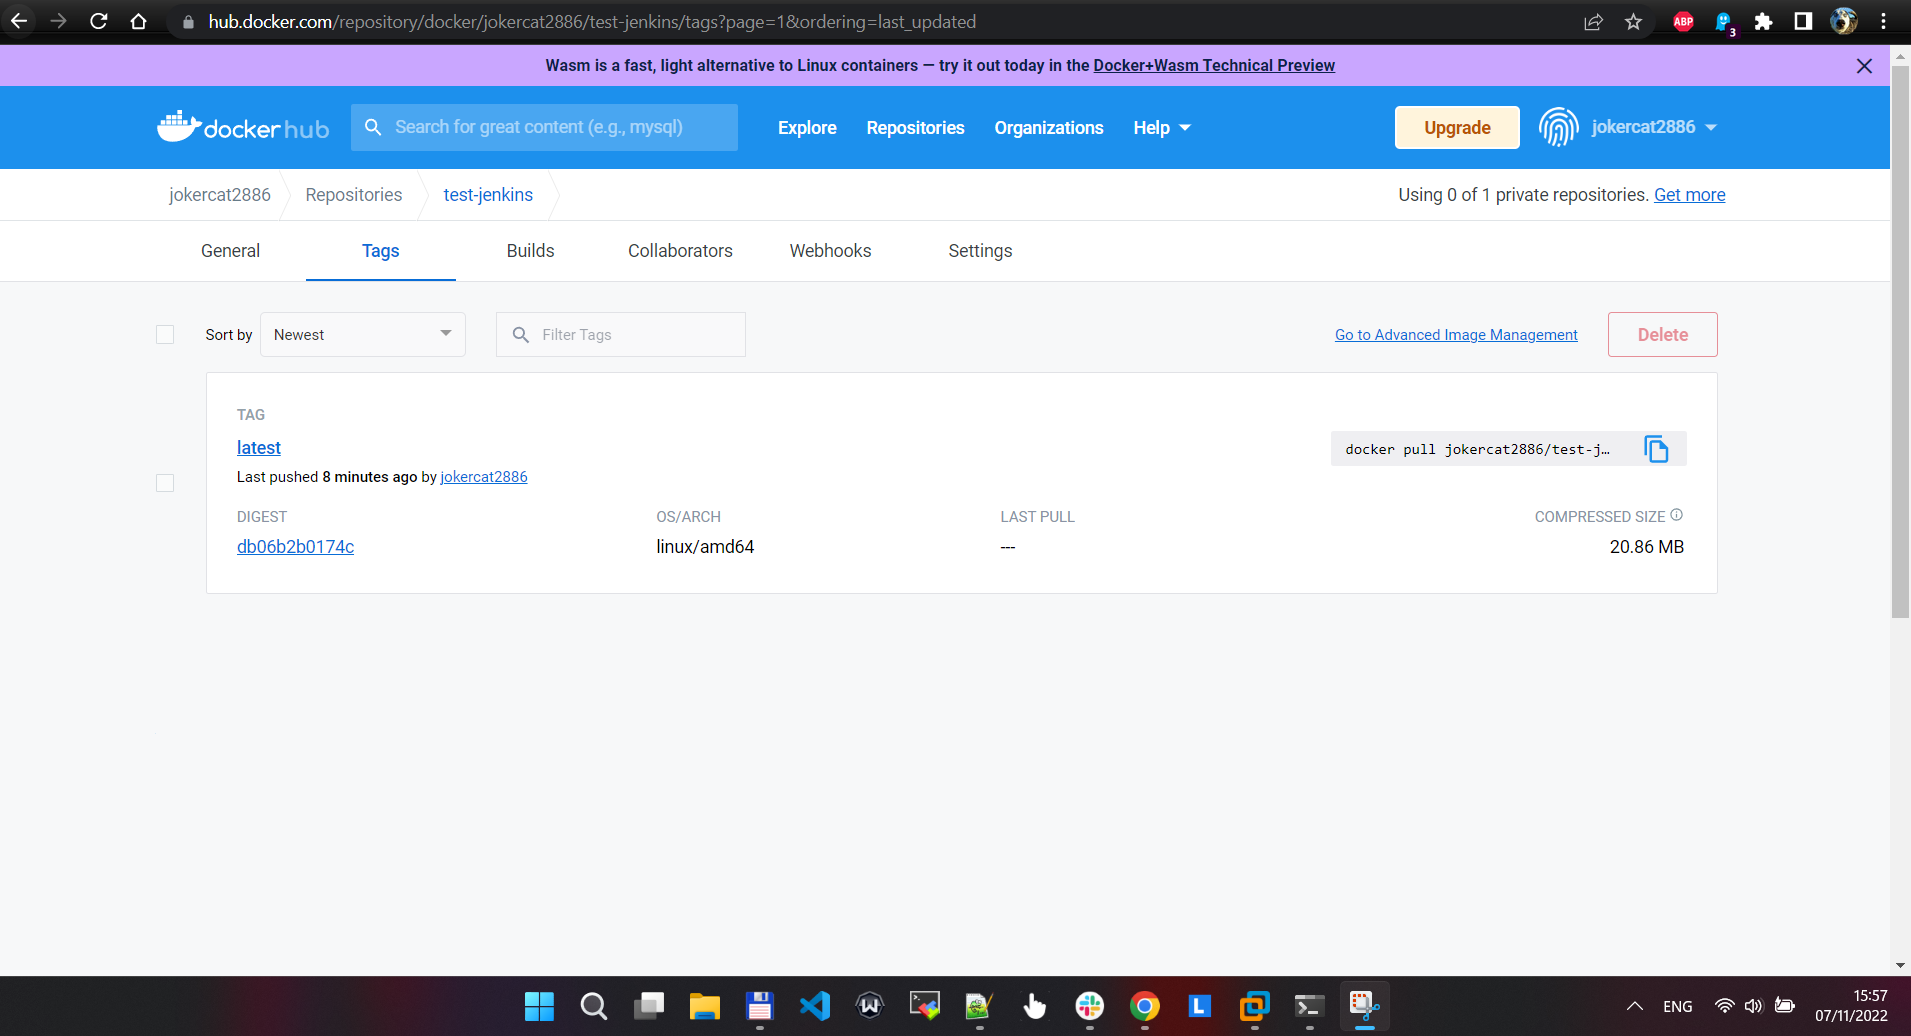 hub.docker.com/repository/docker/jokercat2886/test-jenkins/tags?page=1&ordering=last_updated
ABP
3
Wasm is a fast, light alternative to Linux containers — try it out today in the Docker+Wasm Technical Preview
docker hub
Search for great content (e.g., mysql)
Explore
Repositories
Organizations
Help
Upgrade
jokercat2886
jokercat2886
Repositories
test-jenkins
Using 0 of 1 private repositories. Get more
General
Tags
Builds
Collaborators
Webhooks
Settings
Sort by
Newest
Filter Tags
Go to Advanced Image Management
Delete
TAG
latest
docker pull jokercat2886/test-j…
Last pushed 8 minutes ago by jokercat2886
DIGEST
OS/ARCH
LAST PULL
COMPRESSED SIZE
db06b2b0174c
linux/amd64
---
20.86 MB
W
L
ENG
15:57
07/11/2022